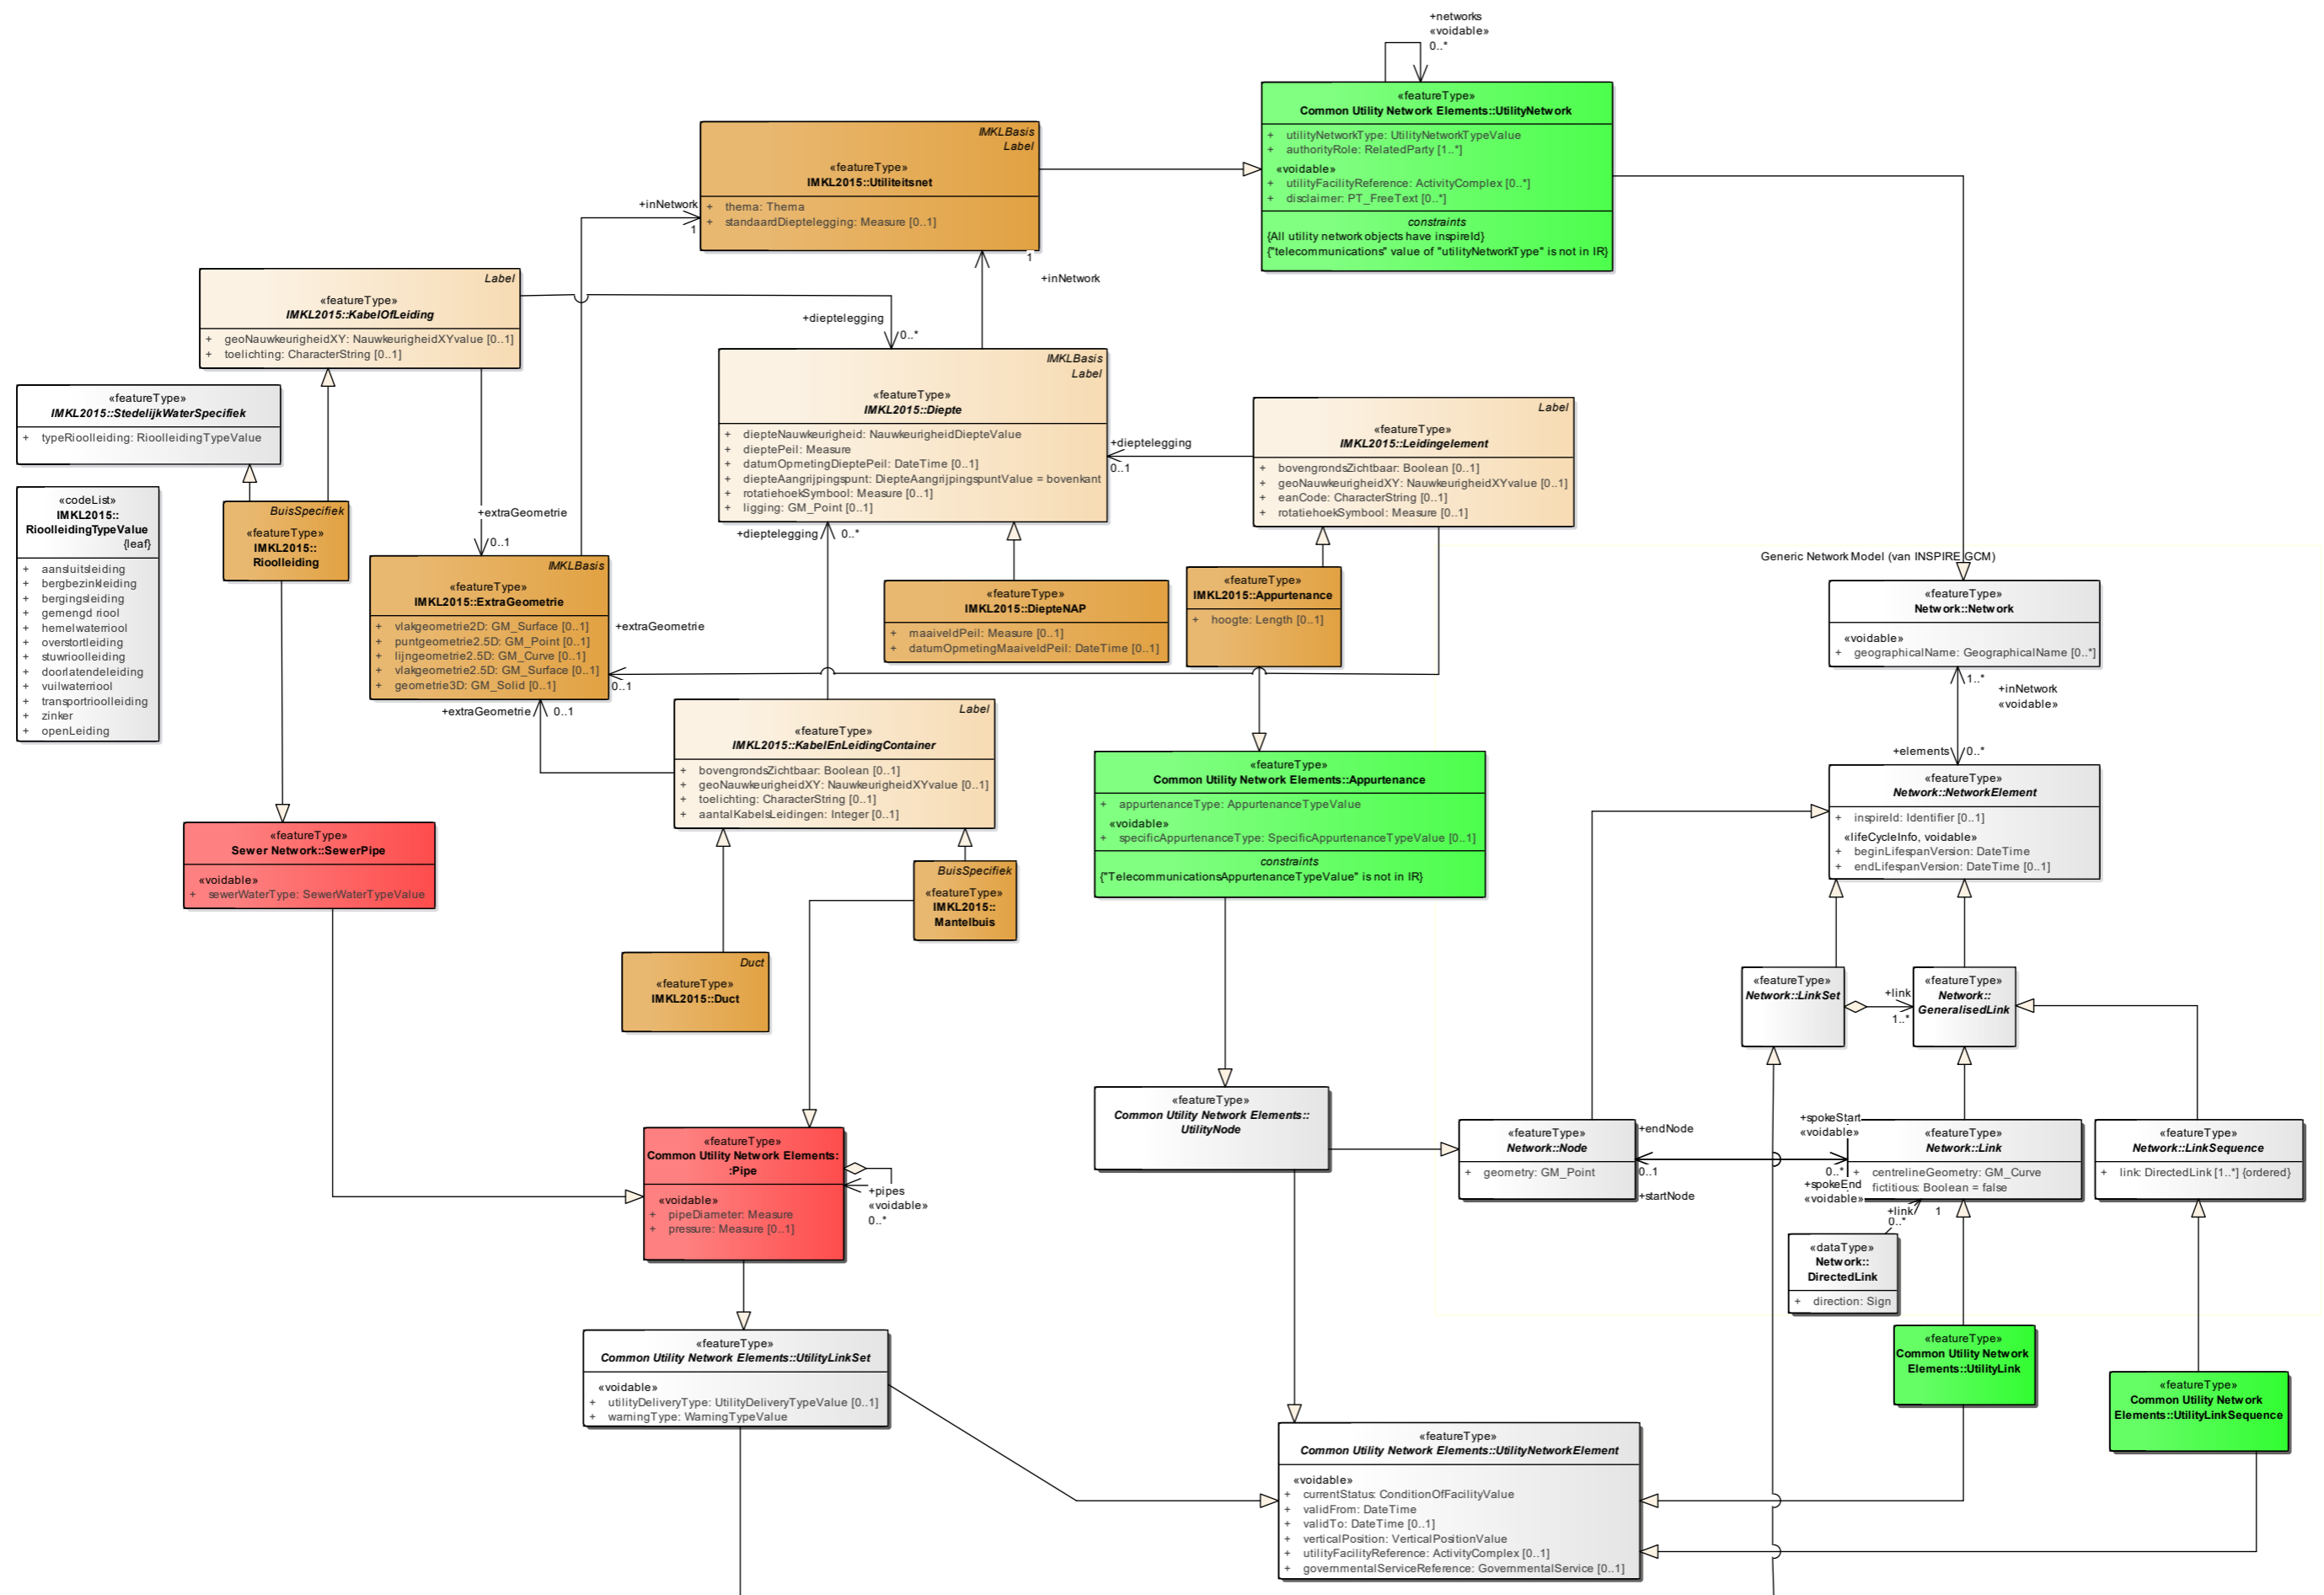 +networks
«voidable»
0..*
«featureType»
Common Utility Network Elements::UtilityNetwork
+ utilityNetworkType: UtilityNetworkTypeValue
+ authorityRole: RelatedParty [1..*]
«voidable»
+ utilityFacilityReference: ActivityComplex [0..*]
+ disclaimer: PT_FreeText [0..*]
constraints
{All utility network objects have inspireId}
{"telecommunications" value of "utilityNetworkType" is not in IR}
IMKLBasis
Label
«featureType»
IMKL2015::Utiliteitsnet
+ thema: Thema
+ standaardDieptelegging: Measure [0..1]
+inNetwork
1
1
+inNetwork
Label
«featureType»
IMKL2015::KabelOfLeiding
+ geoNauwkeurigheidXY: NauwkeurigheidXYvalue [0..1]
+ toelichting: CharacterString [0..1]
+dieptelegging
0..*
IMKLBasis
Label
«featureType»
IMKL2015::Diepte
+ diepteNauwkeurigheid: NauwkeurigheidDiepteValue
+ dieptePeil: Measure
+ datumOpmetingDieptePeil: DateTime [0..1]
+ diepteAangrijpingspunt: DiepteAangrijpingspuntValue = bovenkant
+ rotatiehoekSymbool: Measure [0..1]
+ ligging: GM_Point [0..1]
«featureType»
IMKL2015::StedelijkWaterSpecifiek
+ typeRioolleiding: RioolleidingTypeValue
Label
«featureType»
IMKL2015::Leidingelement
+ bovengrondsZichtbaar: Boolean [0..1]
+ geoNauwkeurigheidXY: NauwkeurigheidXYvalue [0..1]
+ eanCode: CharacterString [0..1]
+ rotatiehoekSymbool: Measure [0..1]
+dieptelegging
0..1
«codeList»
IMKL2015::
RioolleidingTypeValue
{leaf}
+ aansluitsleiding
+ bergbezinkleiding
+ bergingsleiding
+ gemengd riool
+ hemelwaterriool
+ overstortleiding
+ stuwrioolleiding
+ doorlatendeleiding
+ vuilwaterriool
+ transportrioolleiding
+ zinker
+ openLeiding
BuisSpecifiek
«featureType»
IMKL2015::
Rioolleiding
+extraGeometrie
0..1
+dieptelegging
0..*
IMKLBasis
«featureType»
IMKL2015::ExtraGeometrie
+ vlakgeometrie2D: GM_Surface [0..1]
+ puntgeometrie2.5D: GM_Point [0..1]
+ lijngeometrie2.5D: GM_Curve [0..1]
+ vlakgeometrie2.5D: GM_Surface [0..1]
+ geometrie3D: GM_Solid [0..1]
+extraGeometrie
0..1
+extraGeometrie
0..1
«featureType»
IMKL2015::DiepteNAP
+ maaiveldPeil: Measure [0..1]
+ datumOpmetingMaaiveldPeil: DateTime [0..1]
«featureType»
IMKL2015::Appurtenance
+ hoogte: Length [0..1]
Generic Network Model (van INSPIRE GCM)
«featureType»
Network::Network
«voidable»
+ geographicalName: GeographicalName [0..*]
1..*
+inNetwork
«voidable»
+elements
0..*
Label
«featureType»
IMKL2015::KabelEnLeidingContainer
+ bovengrondsZichtbaar: Boolean [0..1]
+ geoNauwkeurigheidXY: NauwkeurigheidXYvalue [0..1]
+ toelichting: CharacterString [0..1]
+ aantalKabelsLeidingen: Integer [0..1]
«featureType»
Common Utility Network Elements::Appurtenance
+ appurtenanceType: AppurtenanceTypeValue
«voidable»
+ specificAppurtenanceType: SpecificAppurtenanceTypeValue [0..1]
constraints
{"TelecommunicationsAppurtenanceTypeValue" is not in IR}
«featureType»
Network::NetworkElement
+ inspireId: Identifier [0..1]
«lifeCycleInfo, voidable»
+ beginLifespanVersion: DateTime
+ endLifespanVersion: DateTime [0..1]
«featureType»
Sewer Network::SewerPipe
«voidable»
+ sewerWaterType: SewerWaterTypeValue
BuisSpecifiek
«featureType»
IMKL2015::
Mantelbuis
Duct
«featureType»
IMKL2015::Duct
«featureType»
Network::LinkSet
+link
1..*
«featureType»
Network::
GeneralisedLink
«featureType»
Common Utility Network Elements::
UtilityNode
«featureType»
Network::Node
+ geometry: GM_Point
+endNode
0..1
+startNode
+spokeStart
«voidable»
0..*
+spokeEnd
«voidable»
«featureType»
Network::Link
+ centrelineGeometry: GM_Curve
fictitious: Boolean = false
«featureType»
Network::LinkSequence
+ link: DirectedLink [1..*] {ordered}
+link
1
0..*
«dataType»
Network::
DirectedLink
+ direction: Sign
«featureType»
Common Utility Network Elements:
:Pipe
«voidable»
+ pipeDiameter: Measure
+ pressure: Measure [0..1]
+pipes
«voidable»
0..*
«featureType»
Common Utility Network Elements::UtilityLinkSet
«voidable»
+ utilityDeliveryType: UtilityDeliveryTypeValue [0..1]
+ warningType: WarningTypeValue
«featureType»
Common Utility Network
Elements::UtilityLink
«featureType»
Common Utility Network
Elements::UtilityLinkSequence
«featureType»
Common Utility Network Elements::UtilityNetworkElement
«voidable»
+ currentStatus: ConditionOfFacilityValue
+ validFrom: DateTime
+ validTo: DateTime [0..1]
+ verticalPosition: VerticalPositionValue
+ utilityFacilityReference: ActivityComplex [0..1]
+ governmentalServiceReference: GovernmentalService [0..1]